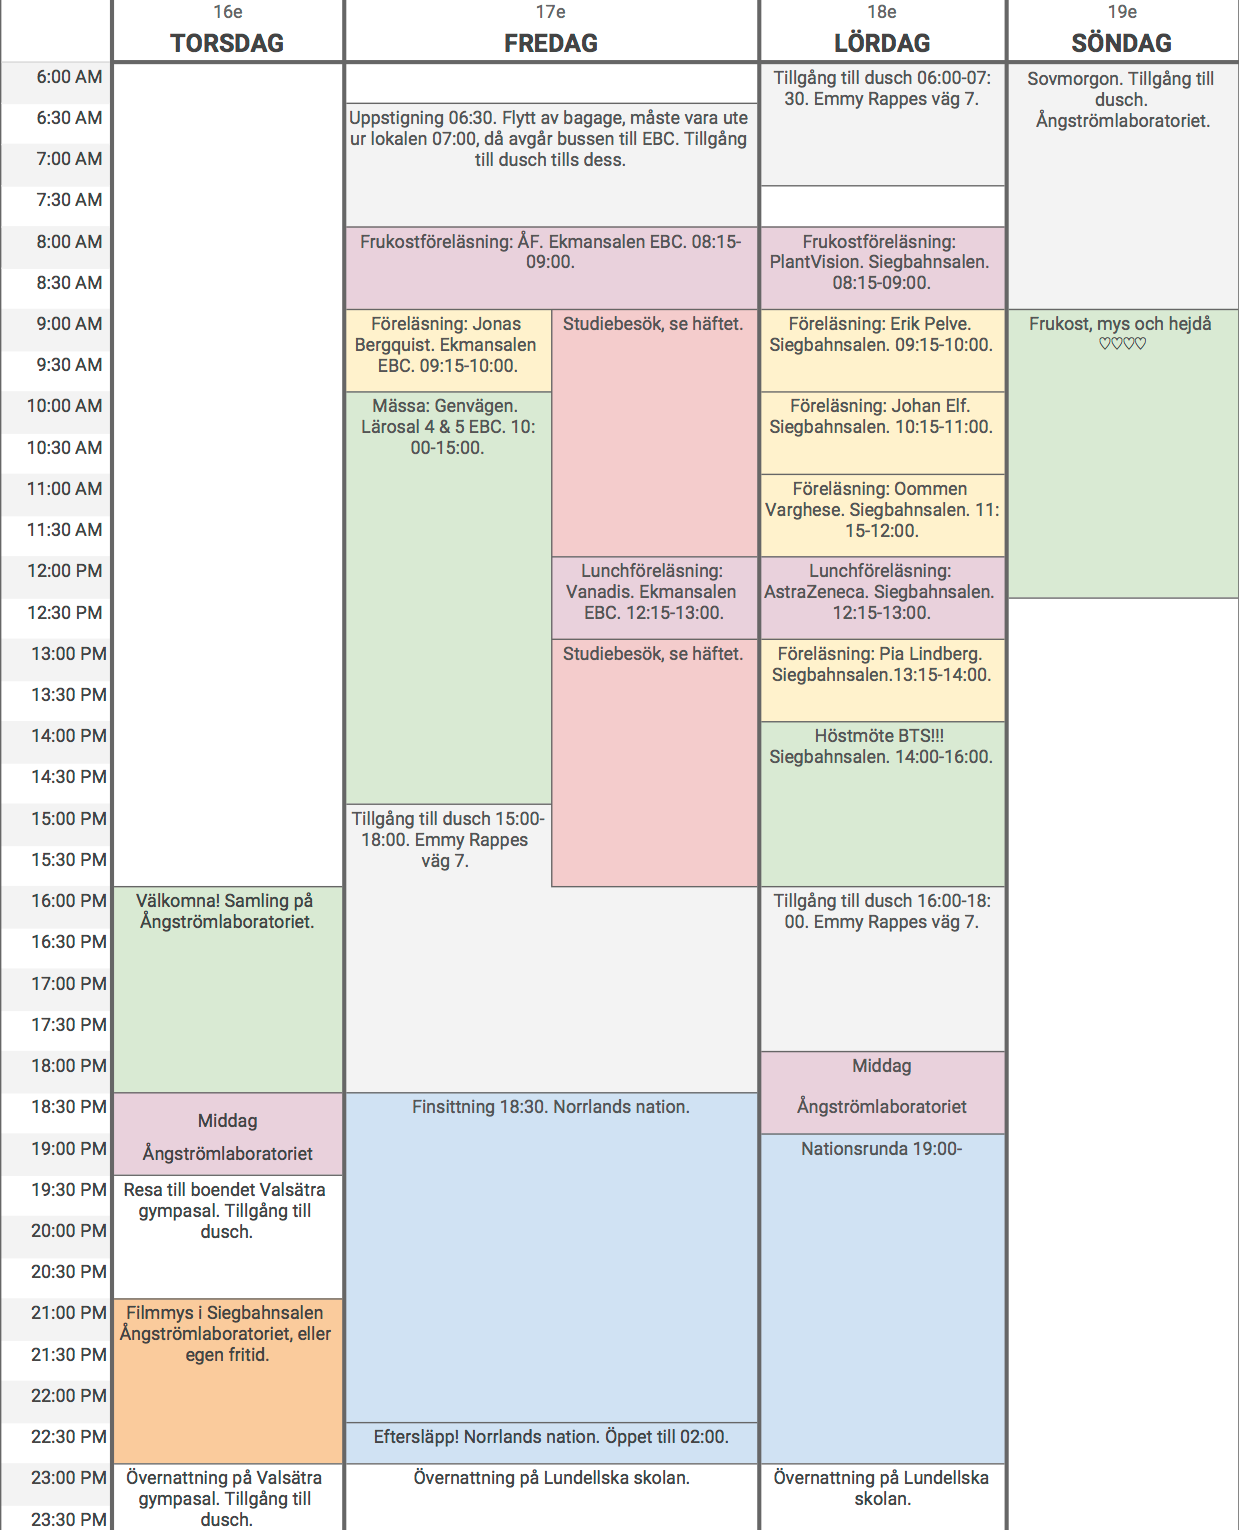 16e
TORSDAG
17e
FREDAG
18e
LÖRDAG
19e
SÖNDAG
6:00 AM
6:30 AM
7:00 AM
7:30 AM
8:00 AM
8:30 AM
9:00 AM
9:30 AM
10:00 AM
10:30 AM
11:00 AM
11:30 AM
12:00 PM
12:30 PM
13:00 PM
13:30 PM
14:00 PM
14:30 PM
15:00 PM
15:30 PM
16:00 PM
16:30 PM
17:00 PM
17:30 PM
18:00 PM
18:30 PM
19:00 PM
19:30 PM
20:00 PM
20:30 PM
21:00 PM
21:30 PM
22:00 PM
22:30 PM
23:00 PM
23:30 PM
Välkomna! Samling på
Ångströmlaboratoriet.
Middag
Ångströmlaboratoriet
Resa till boendet Valsätra
gympasal. Tillgång till
dusch.
Filmmys i Siegbahnsalen
Ångströmlaboratoriet, eller
egen fritid.
Övernattning på Valsätra
gympasal. Tillgång till
dusch.
Uppstigning 06:30. Flytt av bagage, måste vara ute
ur lokalen 07:00, då avgår bussen till EBC. Tillgång
till dusch tills dess.
Frukostföreläsning: ÅF. Ekmansalen EBC. 08:15-
09:00.
Föreläsning: Jonas
Bergquist. Ekmansalen
EBC. 09:15-10:00.
Mässa: Genvägen.
Lärosal 4 & 5 EBC. 10:
00-15:00.
Tillgång till dusch 15:00-
18:00. Emmy Rappes
väg 7.
Studiebesök, se häftet.
Lunchföreläsning:
Vanadis. Ekmansalen
EBC. 12:15-13:00.
Studiebesök, se häftet.
Finsittning 18:30. Norrlands nation.
Eftersläpp! Norrlands nation. Öppet till 02:00.
Övernattning på Lundellska skolan.
Tillgång till dusch 06:00-07:
30. Emmy Rappes väg 7.
Frukostföreläsning:
PlantVision. Siegbahnsalen.
08:15-09:00.
Föreläsning: Erik Pelve.
Siegbahnsalen. 09:15-10:00.
Föreläsning: Johan Elf.
Siegbahnsalen. 10:15-11:00.
Föreläsning: Oommen
Varghese. Siegbahnsalen. 11:
15-12:00.
Lunchföreläsning:
AstraZeneca. Siegbahnsalen.
12:15-13:00.
Föreläsning: Pia Lindberg.
Siegbahnsalen.13:15-14:00.
Höstmöte BTS!!!
Siegbahnsalen. 14:00-16:00.
Tillgång till dusch 16:00-18:
00. Emmy Rappes väg 7.
Middag
Ångströmlaboratoriet
Nationsrunda 19:00-
Övernattning på Lundellska
skolan.
Sovmorgon. Tillgång till
dusch.
Ångströmlaboratoriet.
Frukost, mys och hejdå
♡♡♡♡